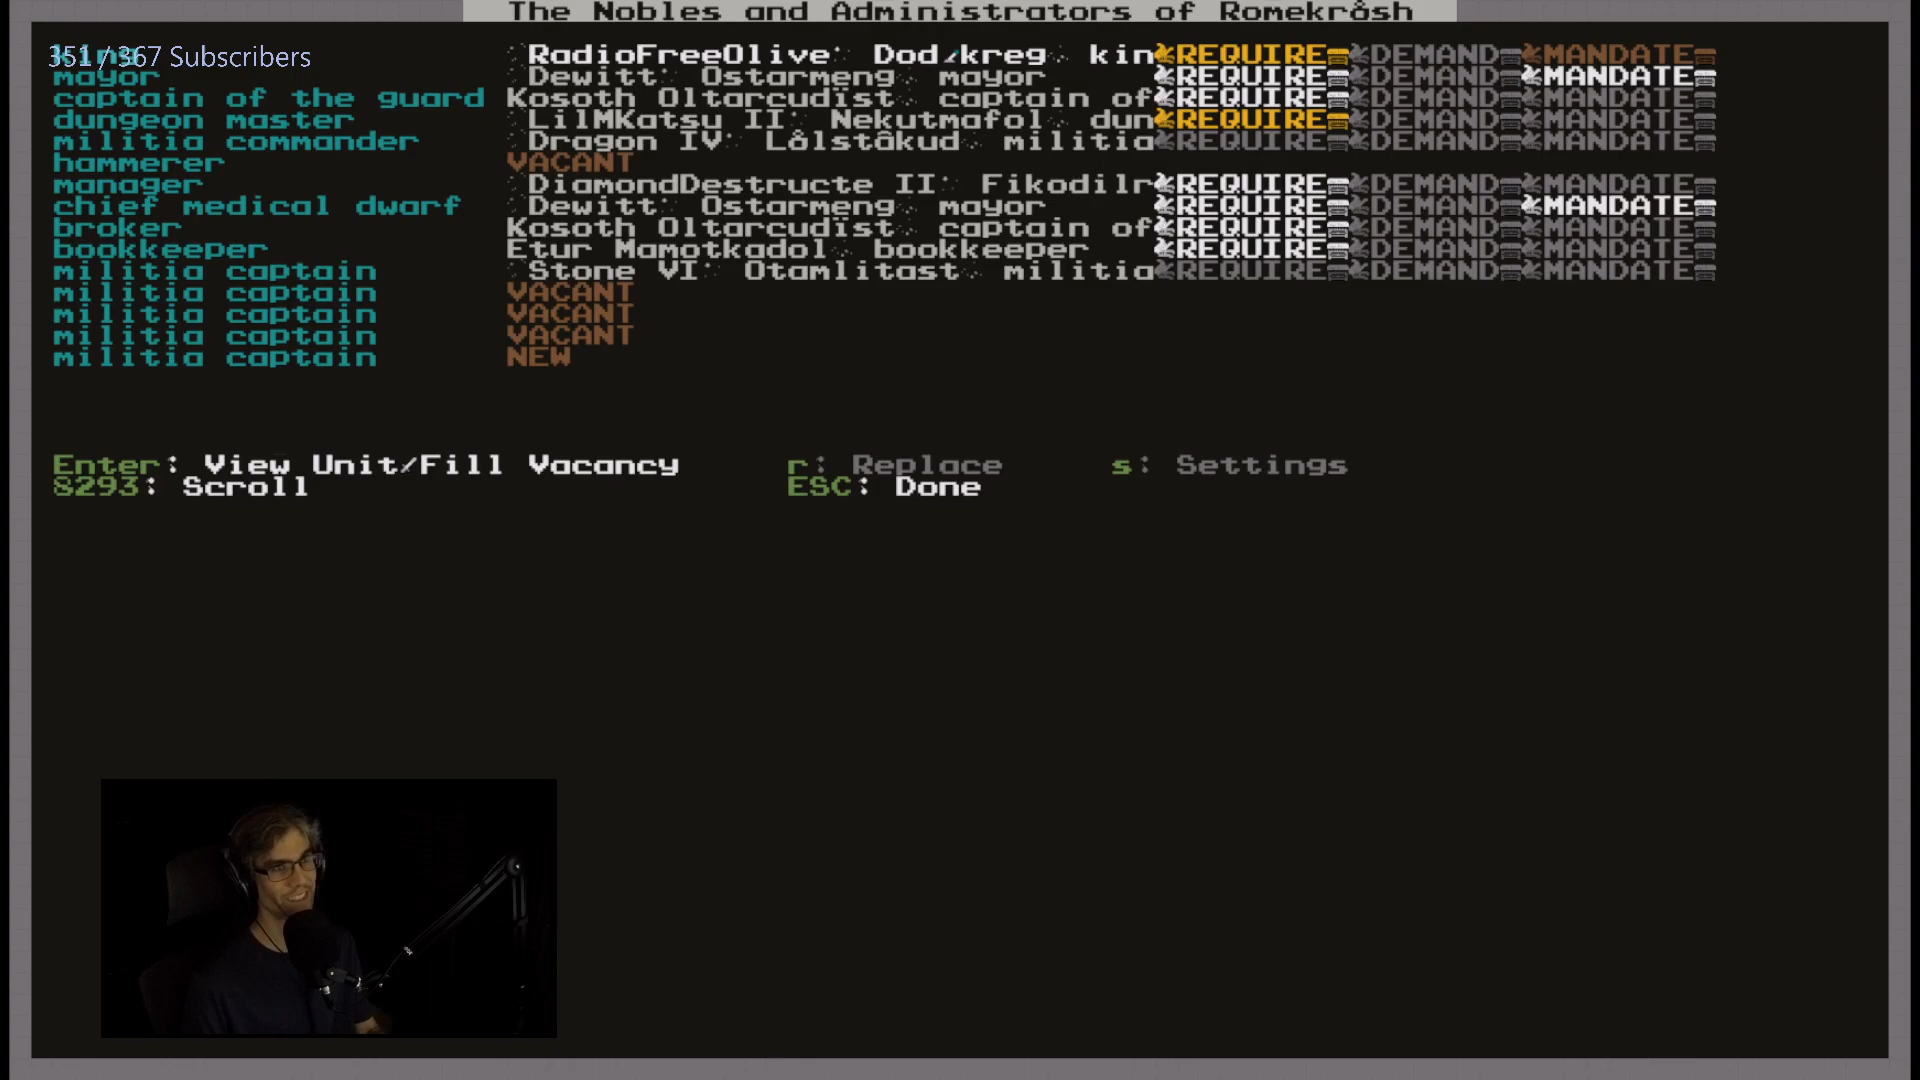 The Nobles and Administrators of Romekråsh
351 / 367 Subscribers
king RadioFreeOlive Dod kreg kin REQUIRE DEMAND MANDATE
mayor Dewitt Ostarmeng mayor REQUIRE DEMAND MANDATE
captain of the guard Kosoth Oltarcudïst captain of REQUIRE DEMAND MANDATE
dungeon master LilMKatsu II Nekutmafol dun REQUIRE DEMAND MANDATE
militia commander Dragon IV Lålstâkud militia REQUIRE DEMAND MANDATE
hammerer VACANT
manager DiamondDestructe II Fikodilr REQUIRE DEMAND MANDATE
chief medical dwarf Dewitt Ostarmeng mayor REQUIRE DEMAND MANDATE
broker Kosoth Oltarcudïst captain of REQUIRE DEMAND MANDATE
bookkeeper Etur Mamotkadol bookkeeper REQUIRE DEMAND MANDATE
militia captain Stone VI Otamlitast militia REQUIRE DEMAND MANDATE
militia captain VACANT
militia captain VACANT
militia captain VACANT
militia captain NEW
Enter: View Unit/Fill Vacancy r: Replace s: Settings
8293: Scroll ESC: Done